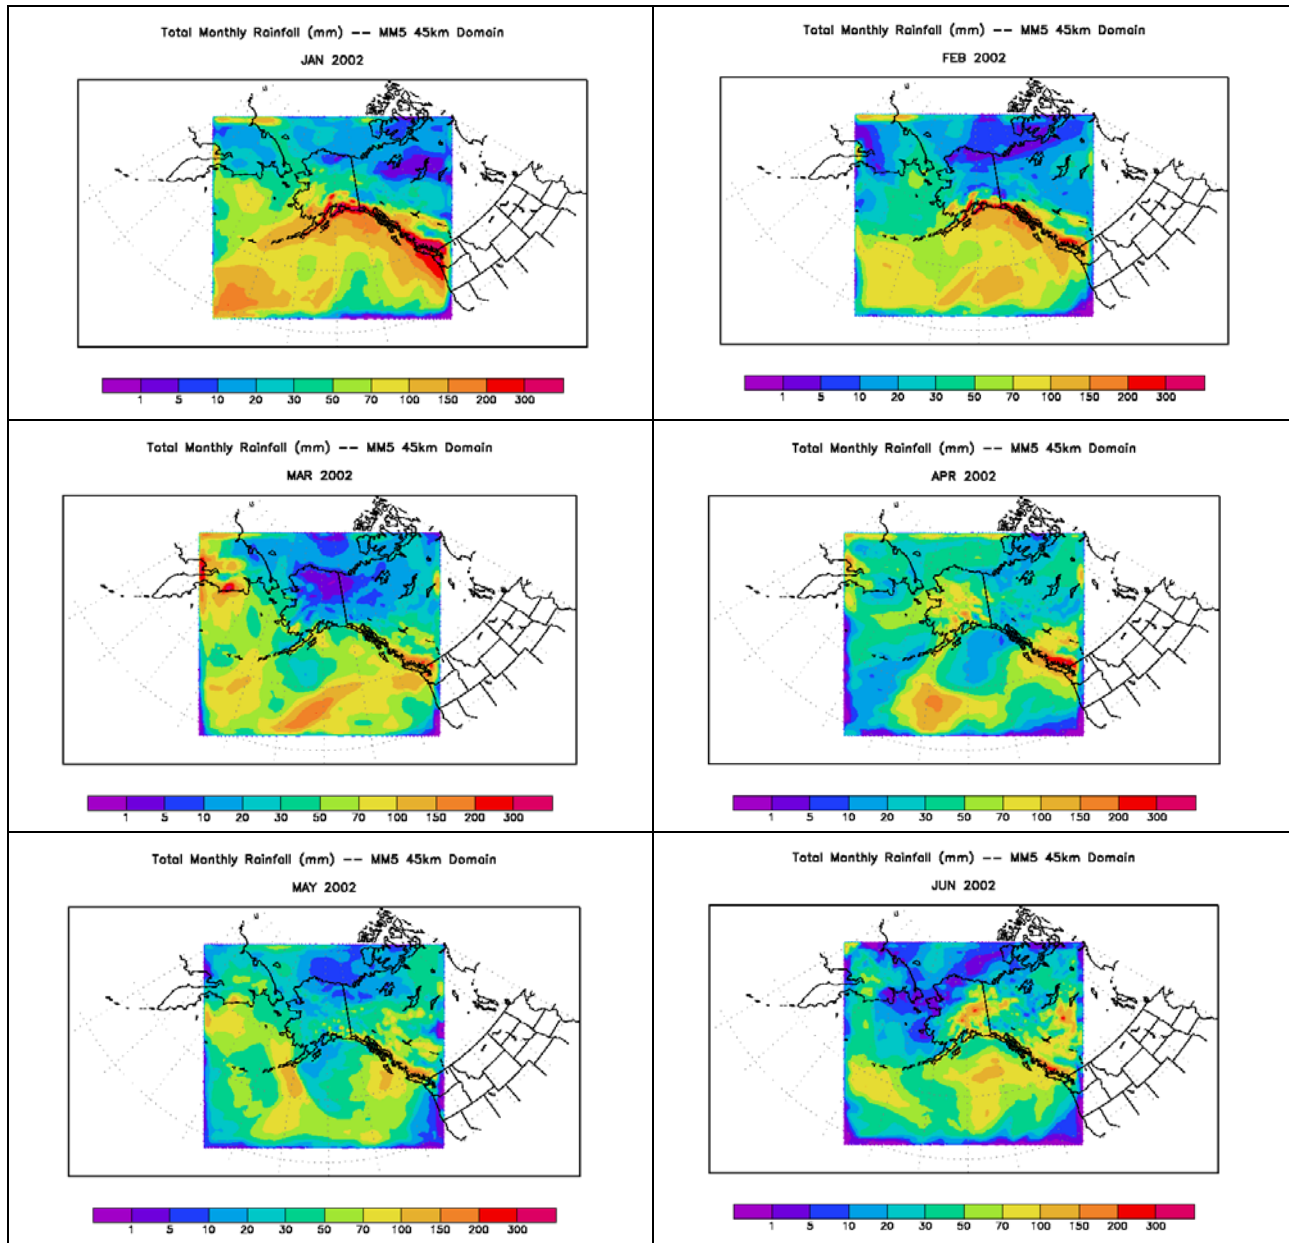 Total Monthly Rainfall (mm) -- MM5 45km Domain
JAN 2002
1 5 10 20 30 50 70 100 150 200 300
Total Monthly Rainfall (mm) -- MM5 45km Domain
FEB 2002
1 5 10 20 30 50 70 100 150 200 300
Total Monthly Rainfall (mm) -- MM5 45km Domain
MAR 2002
1 5 10 20 30 50 70 100 150 200 300
Total Monthly Rainfall (mm) -- MM5 45km Domain
APR 2002
1 5 10 20 30 50 70 100 150 200 300
Total Monthly Rainfall (mm) -- MM5 45km Domain
MAY 2002
1 5 10 20 30 50 70 100 150 200 300
Total Monthly Rainfall (mm) -- MM5 45km Domain
JUN 2002
1 5 10 20 30 50 70 100 150 200 300